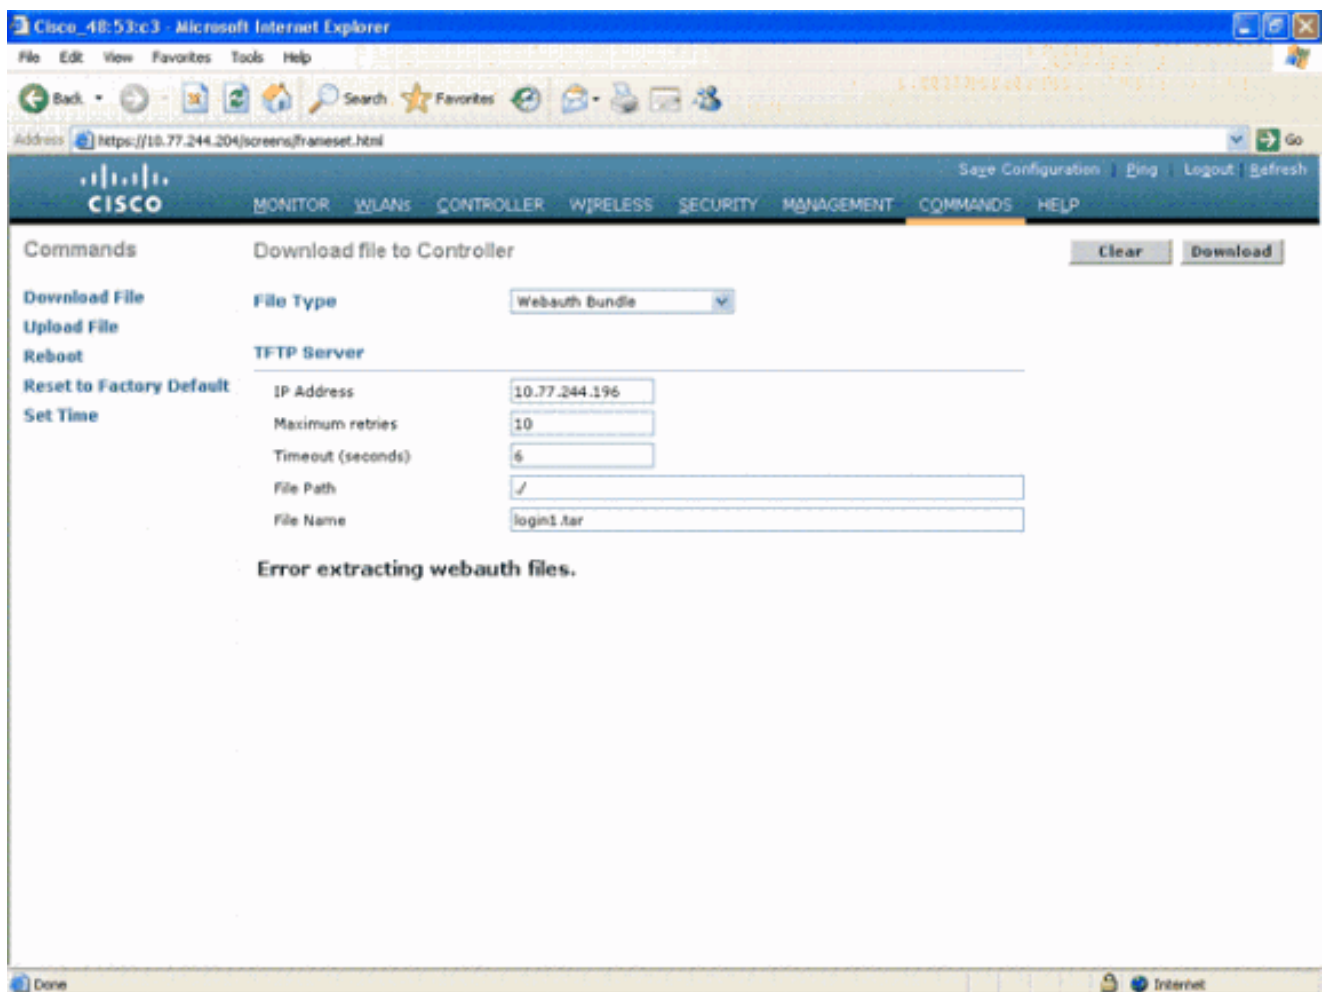 Cisco_48:53:c3 - Microsoft Internet Explorer
File Edit View Favorites Tools Help
Back Search Favorites
Address https://10.77.244.204/screens/frameset.html Go
Save Configuration | Ping | Logout | Refresh
CISCO MONITOR WLANs CONTROLLER WIRELESS SECURITY MANAGEMENT COMMANDS HELP
Commands
Download File
Upload File
Reboot
Reset to Factory Default
Set Time
Download file to Controller Clear Download
File Type Webauth Bundle
TFTP Server
IP Address 10.77.244.196
Maximum retries 10
Timeout (seconds) 6
File Path ./
File Name login1.tar
Error extracting webauth files.
Done Internet